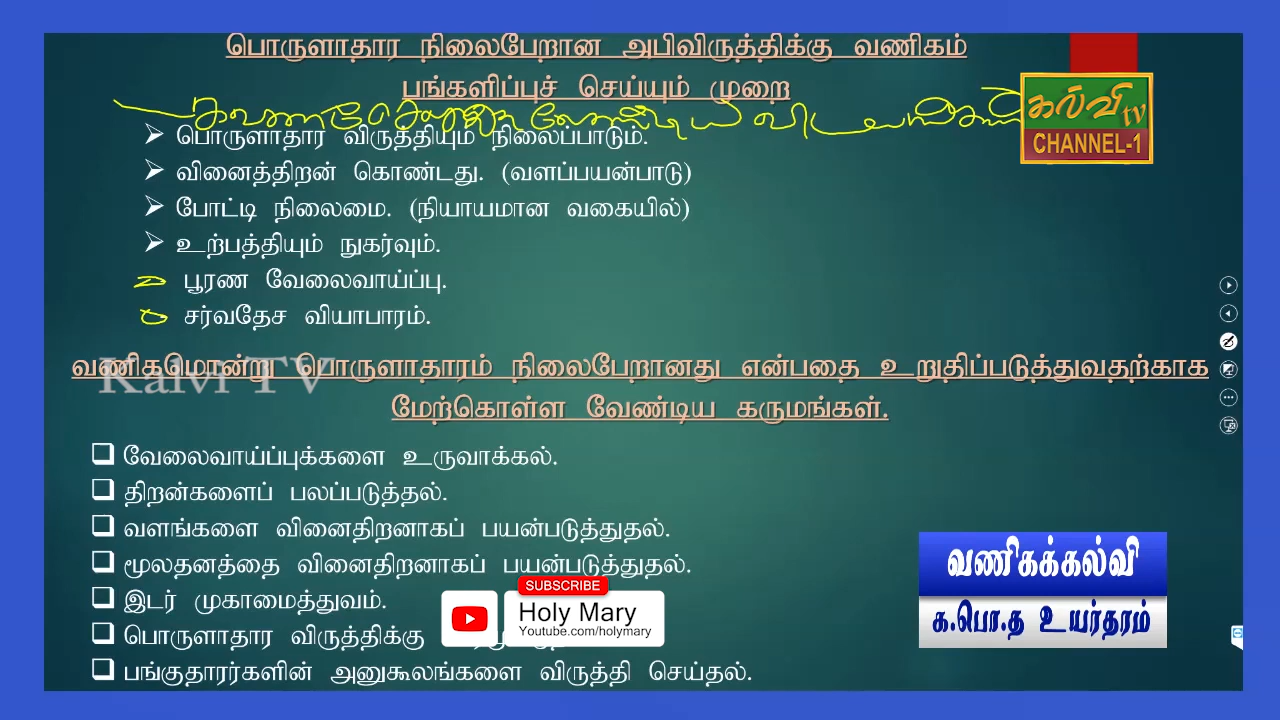 பொருளாதார நிலைபேறான அபிவிருத்திக்கு வணிகம்
பங்களிப்புச் செய்யும் முறை
கவனஞ்செலுத்த வேண்டிய விடயங்கள்
கல்வி tv
CHANNEL-1
பொருளாதார விருத்தியும் நிலைப்பாடும்.
வினைத்திறன் கொண்டது. (வளப்பயன்பாடு)
போட்டி நிலைமை. (நியாயமான வகையில்)
உற்பத்தியும் நுகர்வும்.
பூரண வேலைவாய்ப்பு.
சர்வதேச வியாபாரம்.
Kalvi TV
வணிகமொன்று பொருளாதாரம் நிலைபேறானது என்பதை உறுதிப்படுத்துவதற்காக
மேற்கொள்ள வேண்டிய கருமங்கள்.
வேலைவாய்ப்புக்களை உருவாக்கல்.
திறன்களைப் பலப்படுத்தல்.
வளங்களை வினைதிறனாகப் பயன்படுத்துதல்.
மூலதனத்தை வினைதிறனாகப் பயன்படுத்துதல்.
இடர் முகாமைத்துவம்.
பொருளாதார விருத்திக்கு
பங்குதாரர்களின் அனுகூலங்களை விருத்தி செய்தல்.
SUBSCRIBE
Holy Mary
Youtube.com/holymary
வணிகக்கல்வி
க.பொ.த உயர்தரம்